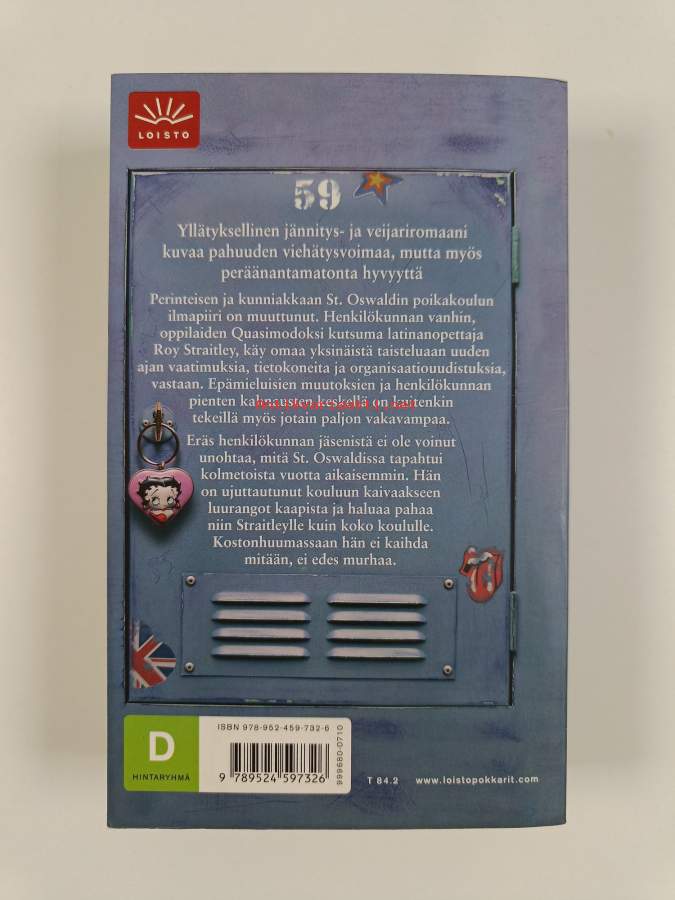 LOISTO
59
Yllätyksellinen jännitys- ja veijariromaani
kuvaa pahuuden viehätysvoimaa, mutta myös
peräänantamatonta hyvyyttä
Perinteisen ja kunniakkaan St. Oswaldin poikakoulun
ilmapiiri on muuttunut. Henkilökunnan vanhin,
oppilaiden Quasimodoksi kutsuma latinanopettaja
Roy Straitley, käy omaa yksinäistä taisteluaan uuden
ajan vaatimuksia, tietokoneita ja organisaatiouudistuksia,
vastaan. Epämieluisien muutoksien ja henkilökunnan
pienten kahnausten keskellä on kuitenkin
tekeillä myös jotain paljon vakavampaa.
Eräs henkilökunnan jäsenistä ei ole voinut
unohtaa, mitä St. Oswaldissa tapahtui
kolmetoista vuotta aikaisemmin. Hän
on ujuttautunut kouluun kaivaakseen
luurangot kaapista ja haluaa pahaa
niin Straitleylle kuin koko koululle.
Kostonhuumassaan hän ei kaihda
mitään, ei edes murhaa.
D
HINTARYHMÄ
ISBN 978-952-459-732-6
9 789524 597326
999680-0710
T 84.2
www.loistopokkarit.com